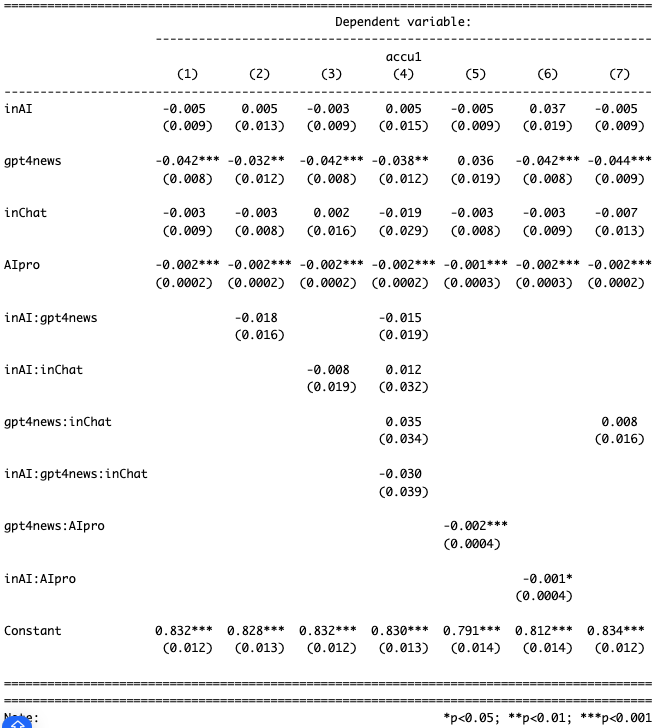 Dependent variable:
accu1
(1) (2) (3) (4) (5) (6) (7)
inAI -0.005 0.005 -0.003 0.005 -0.005 0.037 -0.005
(0.009) (0.013) (0.009) (0.015) (0.009) (0.019) (0.009)
gpt4news -0.042*** -0.032** -0.042*** -0.038** 0.036 -0.042*** -0.044***
(0.008) (0.012) (0.008) (0.012) (0.019) (0.008) (0.009)
inChat -0.003 -0.003 0.002 -0.019 -0.003 -0.003 -0.007
(0.009) (0.008) (0.016) (0.029) (0.008) (0.009) (0.013)
AIpro -0.002*** -0.002*** -0.002*** -0.002*** -0.001*** -0.002*** -0.002***
(0.0002) (0.0002) (0.0002) (0.0002) (0.0003) (0.0003) (0.0002)
inAI:gpt4news -0.018 -0.015
(0.016) (0.019)
inAI:inChat -0.008 0.012
(0.019) (0.032)
gpt4news:inChat 0.035 0.008
(0.034) (0.016)
inAI:gpt4news:inChat -0.030
(0.039)
gpt4news:AIpro -0.002***
(0.0004)
inAI:AIpro -0.001*
(0.0004)
Constant 0.832*** 0.828*** 0.832*** 0.830*** 0.791*** 0.812*** 0.834***
(0.012) (0.013) (0.012) (0.013) (0.014) (0.014) (0.012)
Note: *p<0.05; **p<0.01; ***p<0.001